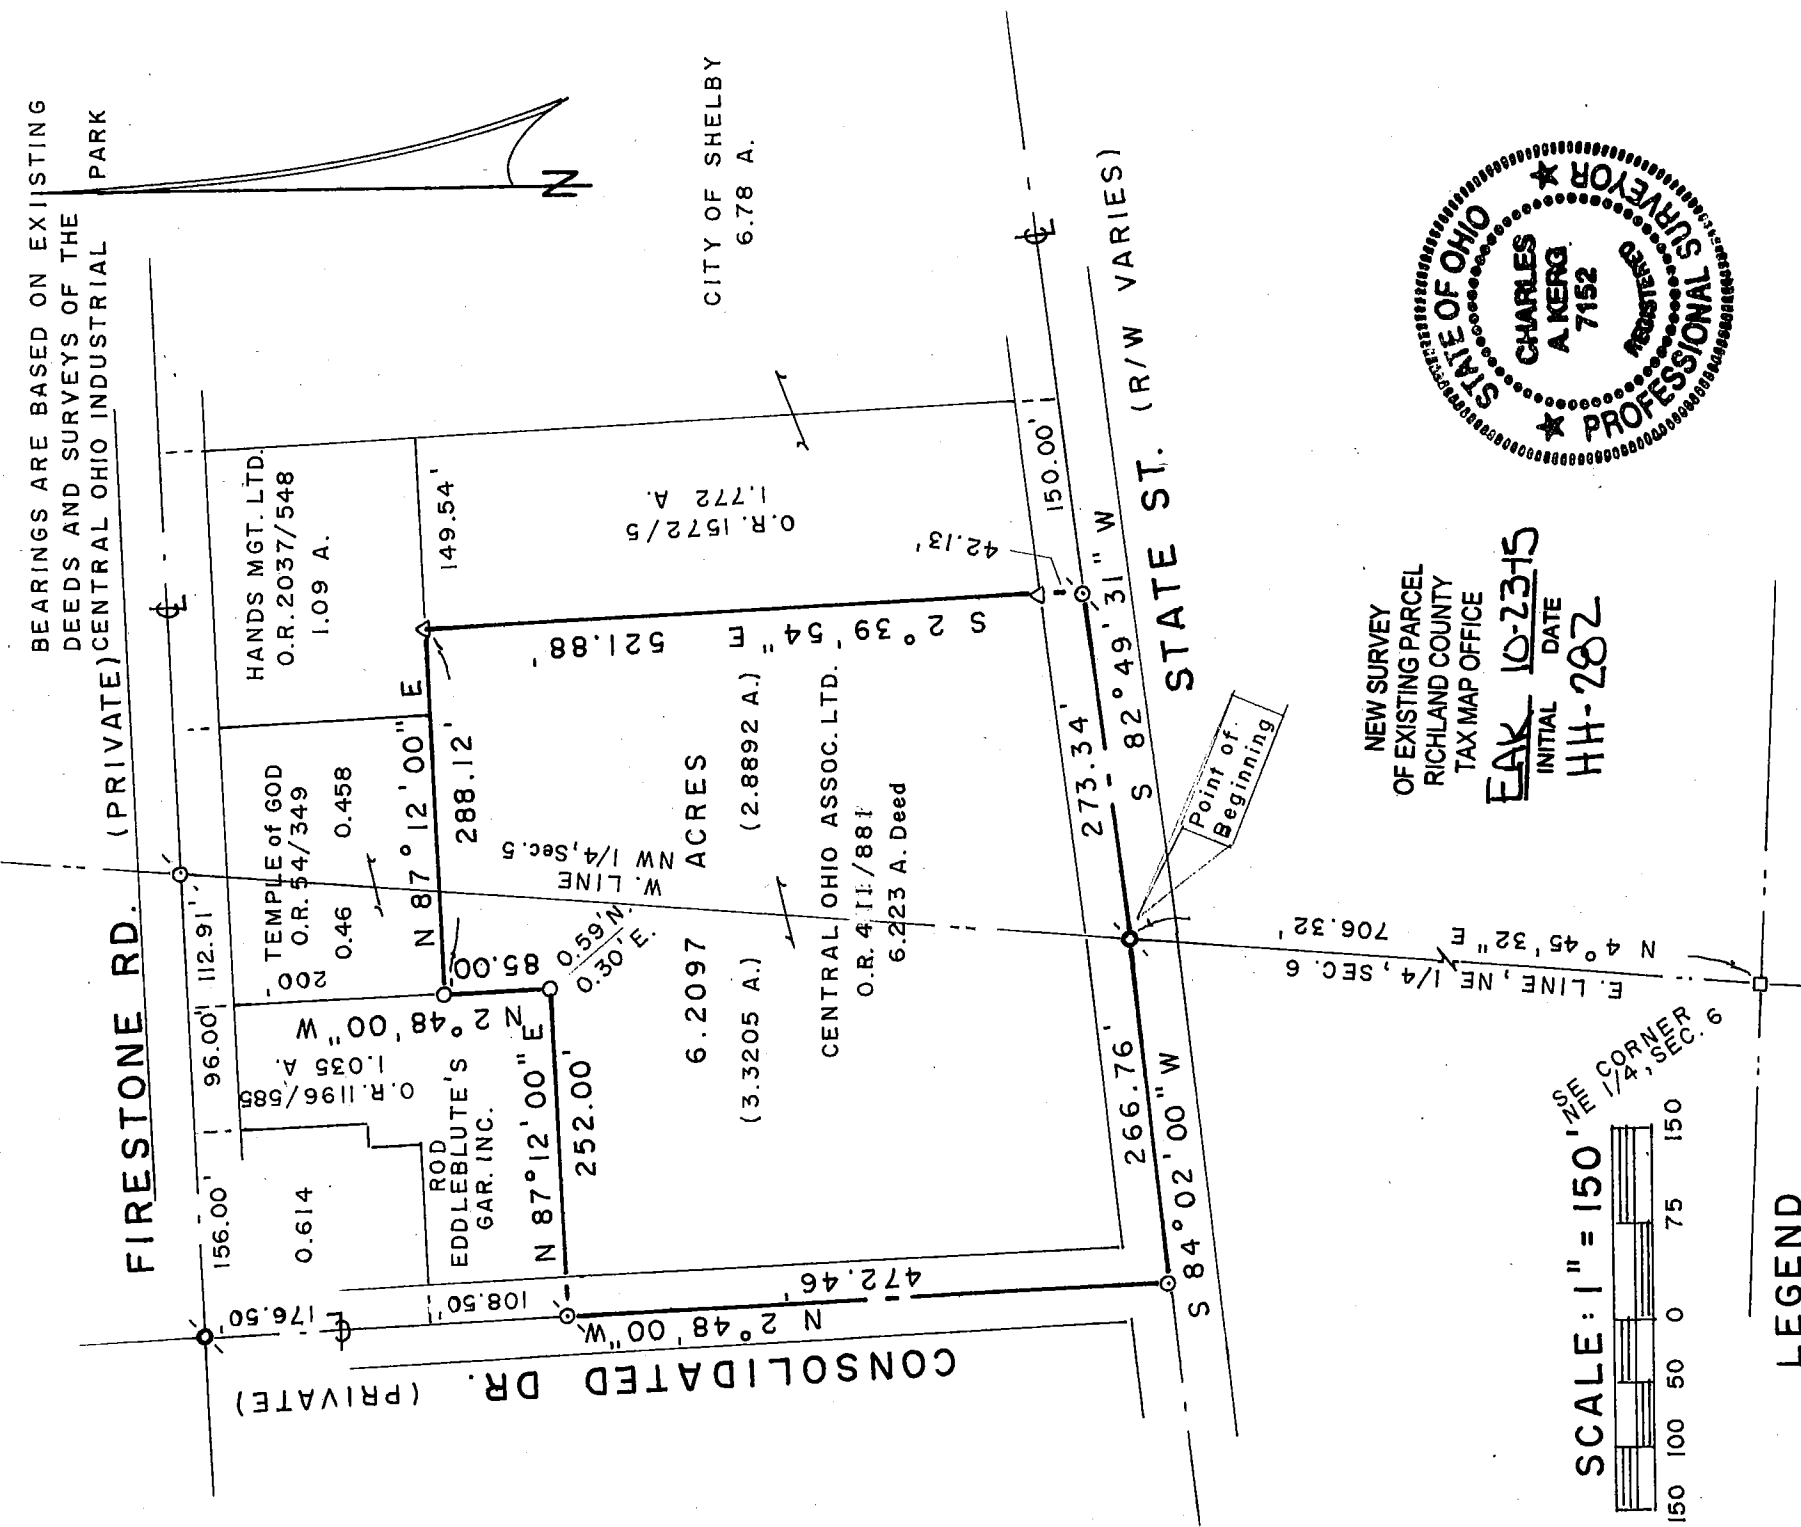 BEARINGS ARE BASED ON EXIISTING
DEEDS AND SURVEYS OF THE
CENTRAL OHIO INDUSTRIAL PARK
N
FIRESTONE RD. (PRIVATE)
176.50'
156.00'
96.00'
112.91'
0.614
O.R. 1196/585
1.035 A.
200'
TEMPLE of GOD
O.R. 54/349
0.46 0.458
HANDS MGT. LTD.
O.R. 2037/548
1.09 A.
CITY OF SHELBY
6.78 A.
108.50'
ROD
EDDLEBLUTE'S
GAR. INC.
N 2° 48' 00" W
85.00
0.59' N.
0.30' E.
N 87° 12' 00" E
288.12'
149.54'
N 87° 12' 00" E
252.00'
W. LINE
NW 1/4, Sec. 5
6.2097 ACRES
(3.3205 A.) (2.8892 A.)
CENTRAL OHIO ASSOC. LTD.
O.R. 411/881
6.223 A. Deed
521.88'
S 2° 39' 54" E
O.R. 1572/5
1.772 A.
42.13'
150.00'
CONSOLIDATED DR. (PRIVATE)
N 2° 48' 00" W
472.46'
266.76'
S 84° 02' 00" W
273.34'
S 82° 49' 31" W
STATE ST. (R/W VARIES)
Point of
Beginning
E. LINE, NE 1/4, SEC. 6
N 4° 45' 32" E 706.32'
SE CORNER
NE 1/4, SEC. 6
NEW SURVEY
OF EXISTING PARCEL
RICHLAND COUNTY
TAX MAP OFFICE
EAK 10-23-15
INITIAL DATE
HH-282
STATE OF OHIO
CHARLES
A. KERG
7152
REGISTERED
PROFESSIONAL SURVEYOR
SCALE: 1" = 150'
150 100 50 0 75 150
LEGEND